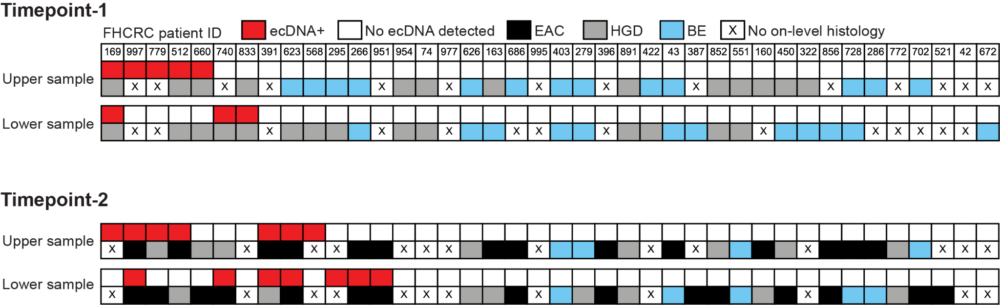 Timepoint-1
FHCRC patient ID ecDNA+ No ecDNA detected EAC HGD BE X No on-level histology
169 997 779 512 660 740 833 391 623 568 295 266 951 954 74 977 626 163 686 995 403 279 396 891 422 43 387 852 551 160 450 322 856 728 286 772 702 521 42 672
Upper sample
X X X X X X X X X X X X X X
Lower sample
X X X X X X X X X X X X X X
Timepoint-2
Upper sample
X X X X X X X X X X X X X X
Lower sample
X X X X X X X X X X X X